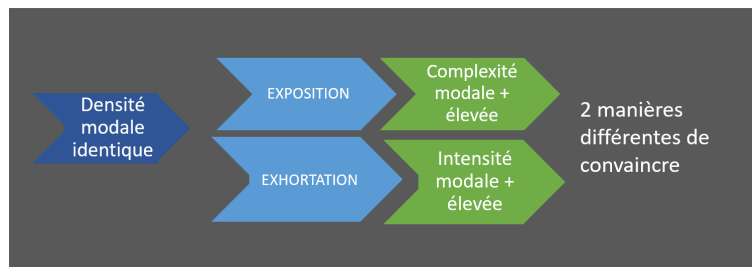 Densité
modale
identique
EXPOSITION
Complexité
modale +
élevée
EXHORTATION
Intensité
modale +
élevée
2 manières
différentes de
convaincre